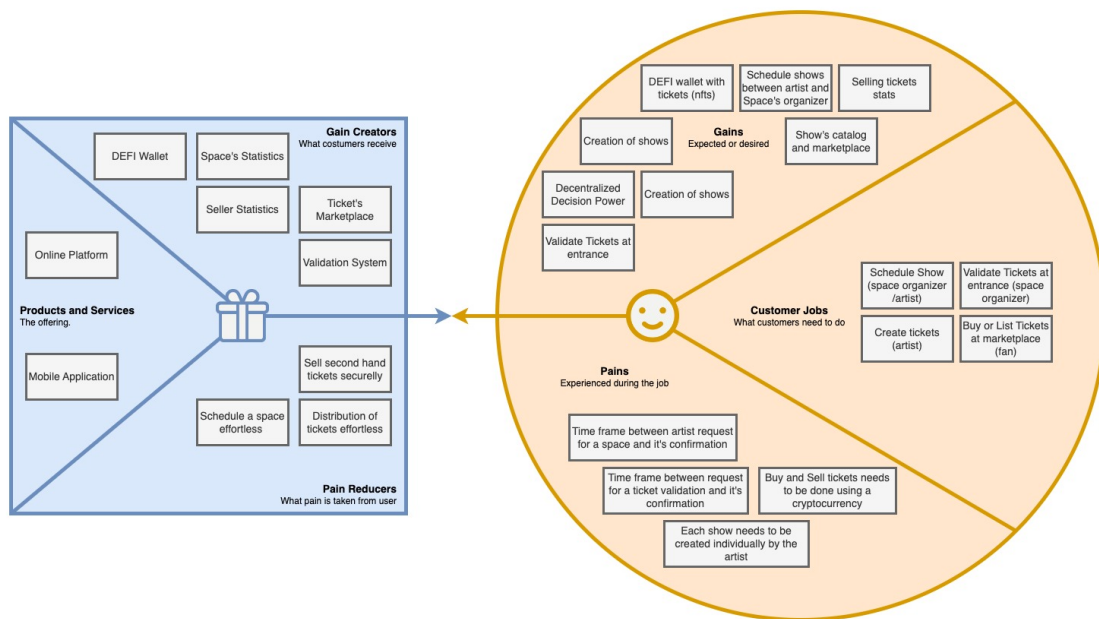 Gain Creators
What costumers receive
DEFI Wallet
Space's Statistics
Seller Statistics
Ticket's
Marketplace
Validation System
Online Platform
Products and Services
The offering.
Mobile Application
Sell second hand
tickets securelly
Schedule a space
effortless
Distribution of
tickets effortless
Pain Reducers
What pain is taken from user
DEFI wallet with
tickets (nfts)
Schedule shows
between artist and
Space's organizer
Selling tickets
stats
Creation of shows
Gains
Expected or desired
Show's catalog
and marketplace
Decentralized
Decision Power
Creation of shows
Validate Tickets at
entrance
Customer Jobs
What customers need to do
Schedule Show
(space organizer
/artist)
Validate Tickets at
entrance (space
organizer)
Create tickets
(artist)
Buy or List Tickets
at marketplace
(fan)
Pains
Experienced during the job
Time frame between artist request
for a space and it's confirmation
Time frame between request
for a ticket validation and it's
confirmation
Buy and Sell tickets needs
to be done using a
cryptocurrency
Each show needs to be
created individually by the
artist